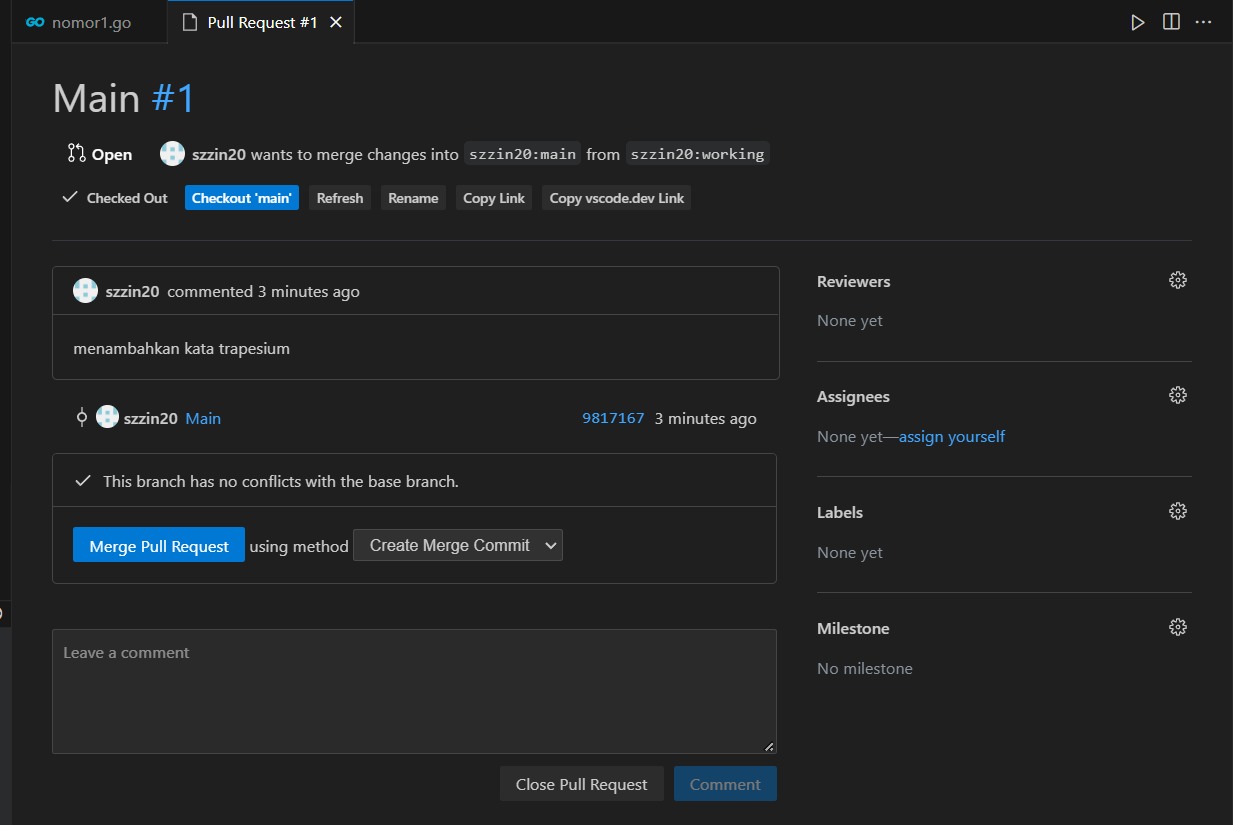 GO nomor1.go Pull Request #1
Main #1
Open szzin20 wants to merge changes into szzin20:main from szzin20:working
Checked Out Checkout 'main' Refresh Rename Copy Link Copy vscode.dev Link
szzin20 commented 3 minutes ago
menambahkan kata trapesium
szzin20 Main 9817167 3 minutes ago
This branch has no conflicts with the base branch.
Merge Pull Request using method Create Merge Commit
Leave a comment
Close Pull Request Comment
Reviewers
None yet
Assignees
None yet—assign yourself
Labels
None yet
Milestone
No milestone